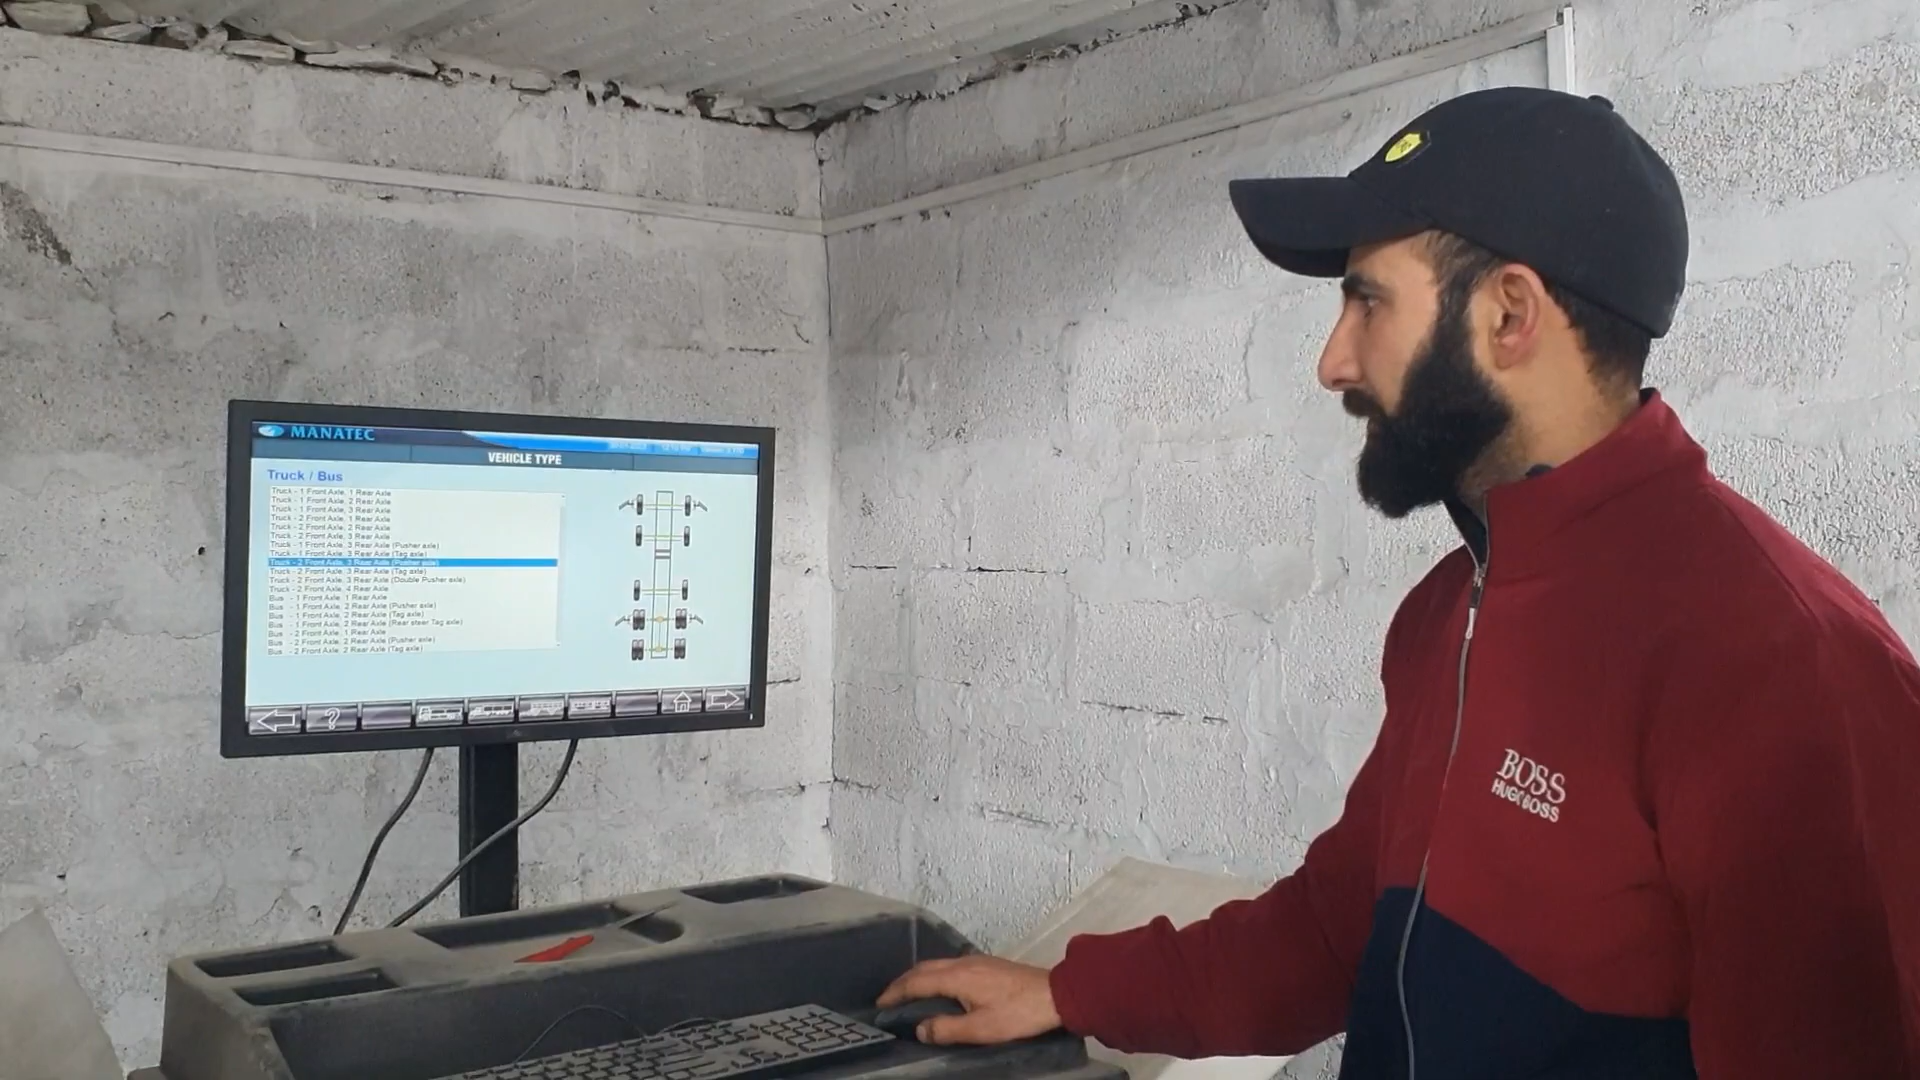 MANATEC
VEHICLE TYPE
Truck / Bus
Truck - 1 Front Axle, 1 Rear Axle
Truck - 1 Front Axle, 2 Rear Axle
Truck - 1 Front Axle, 3 Rear Axle
Truck - 2 Front Axle, 1 Rear Axle
Truck - 2 Front Axle, 2 Rear Axle
Truck - 2 Front Axle, 3 Rear Axle
Truck - 1 Front Axle, 3 Rear Axle (Pusher axle)
Truck - 1 Front Axle, 3 Rear Axle (Tag axle)
Truck - 2 Front Axle, 3 Rear Axle (Pusher axle)
Truck - 2 Front Axle, 3 Rear Axle (Tag axle)
Truck - 2 Front Axle, 3 Rear Axle (Double Pusher axle)
Truck - 2 Front Axle, 4 Rear Axle
Bus - 1 Front Axle, 1 Rear Axle
Bus - 1 Front Axle, 2 Rear Axle (Pusher axle)
Bus - 1 Front Axle, 2 Rear Axle (Tag axle)
Bus - 1 Front Axle, 2 Rear Axle (Rear steer Tag axle)
Bus - 2 Front Axle, 1 Rear Axle
Bus - 2 Front Axle, 2 Rear Axle (Pusher axle)
Bus - 2 Front Axle, 2 Rear Axle (Tag axle)
?
BOSS
HUGO BOSS